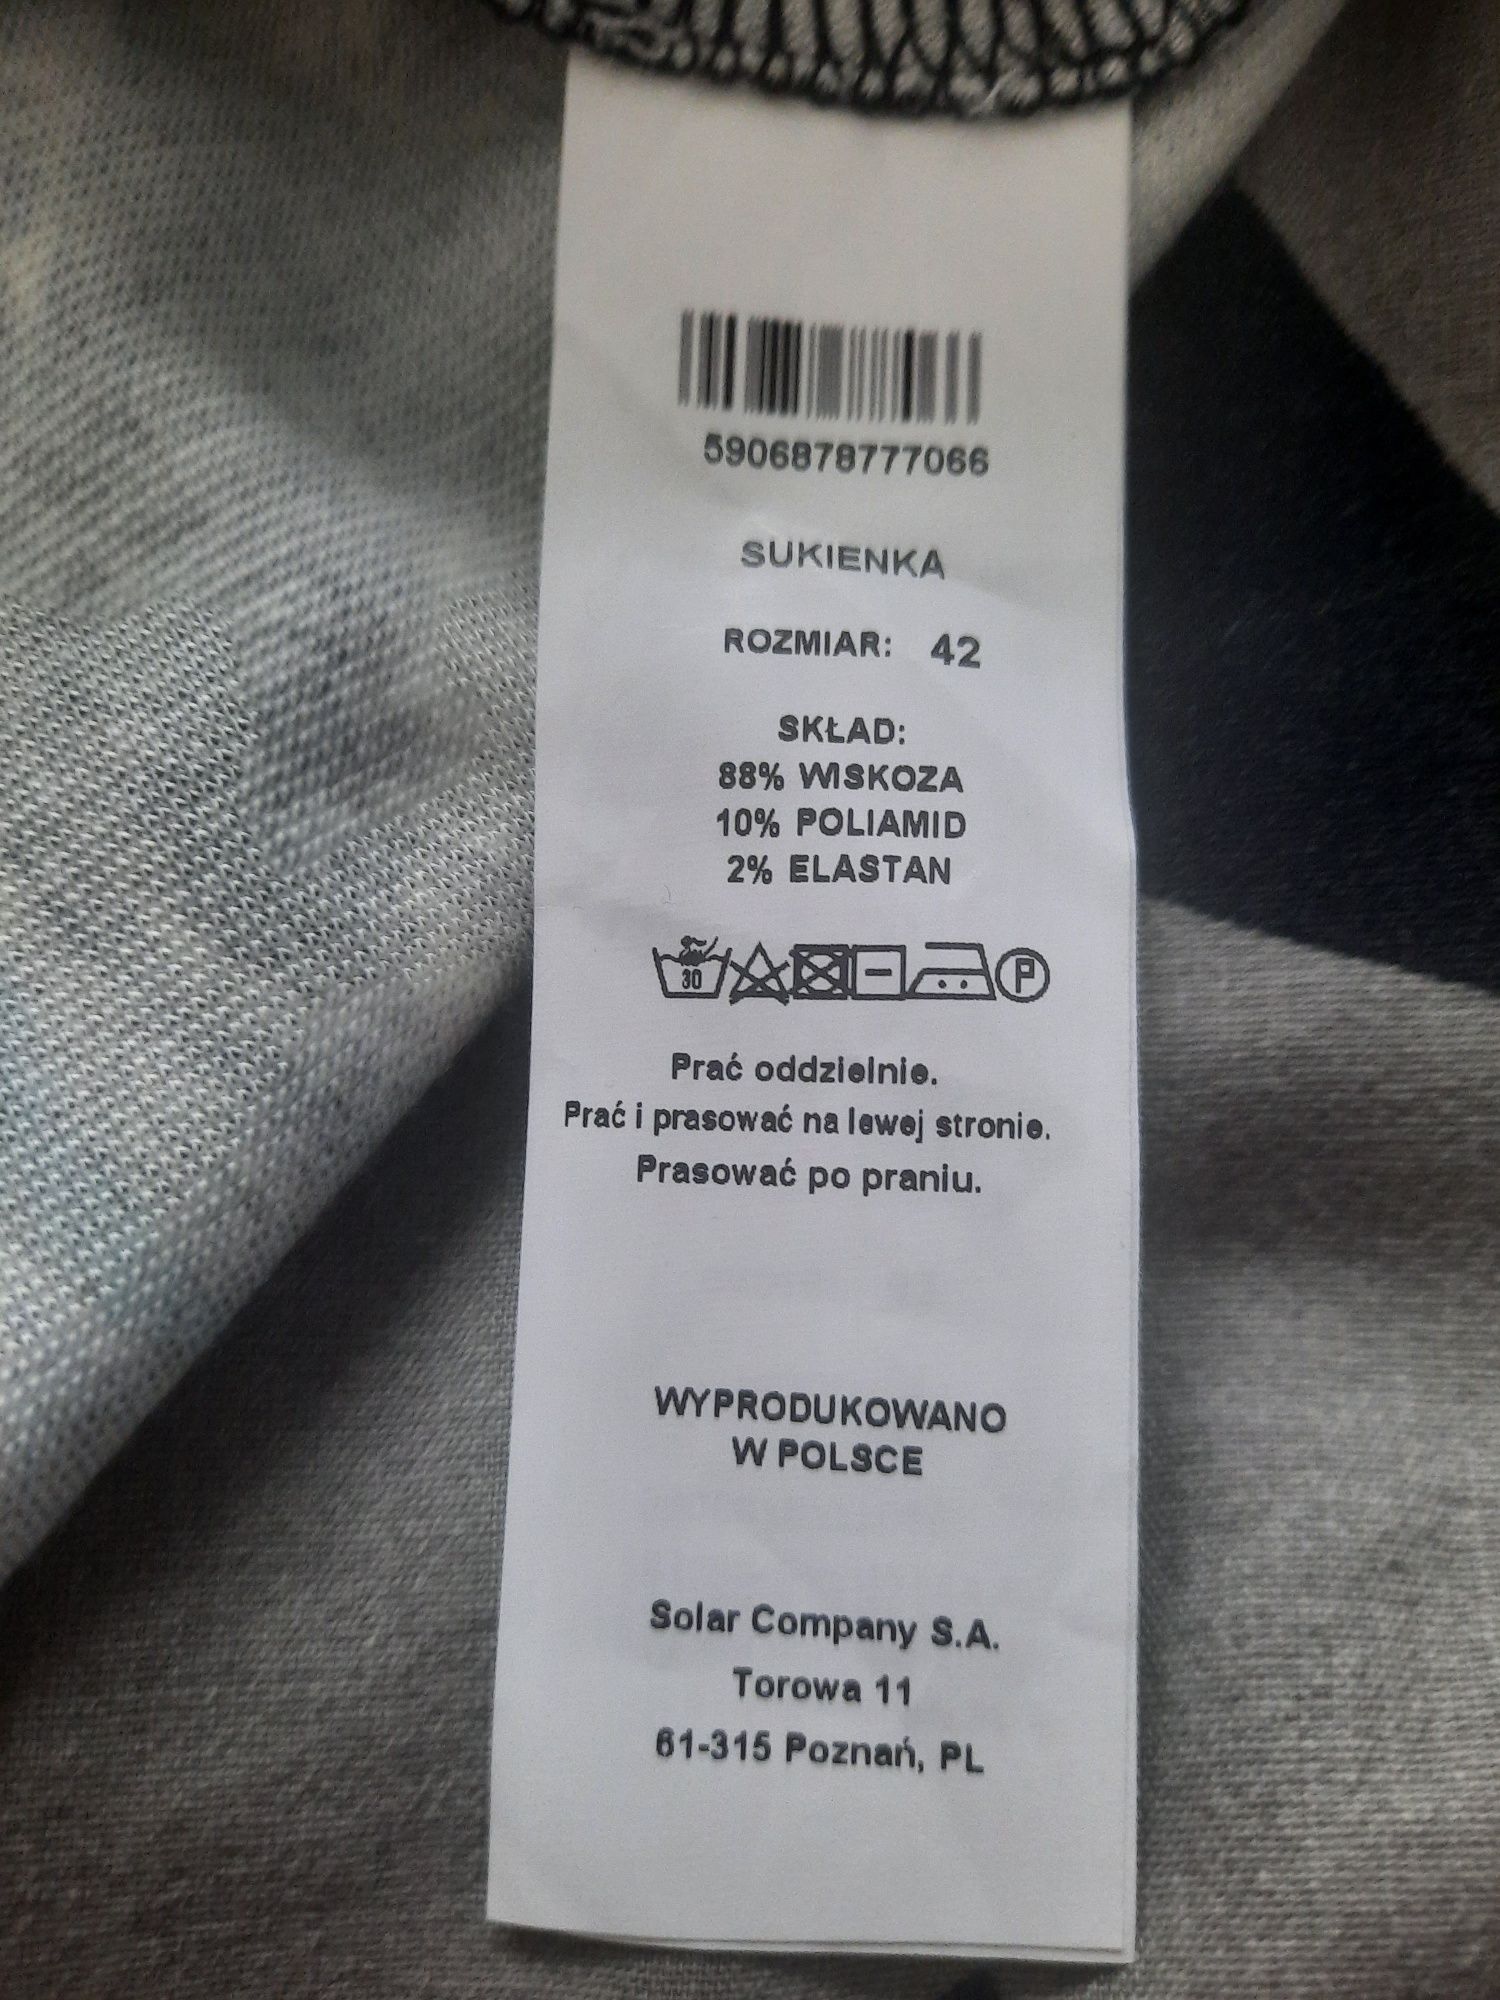 5906878777066
SUKIENKA
ROZMIAR: 42
SKŁAD:
88% WISKOZA
10% POLIAMID
2% ELASTAN
30 P
Prać oddzielnie.
Prać i prasować na lewej stronie.
Prasować po praniu.
WYPRODUKOWANO
W POLSCE
Solar Company S.A.
Torowa 11
61-315 Poznań, PL